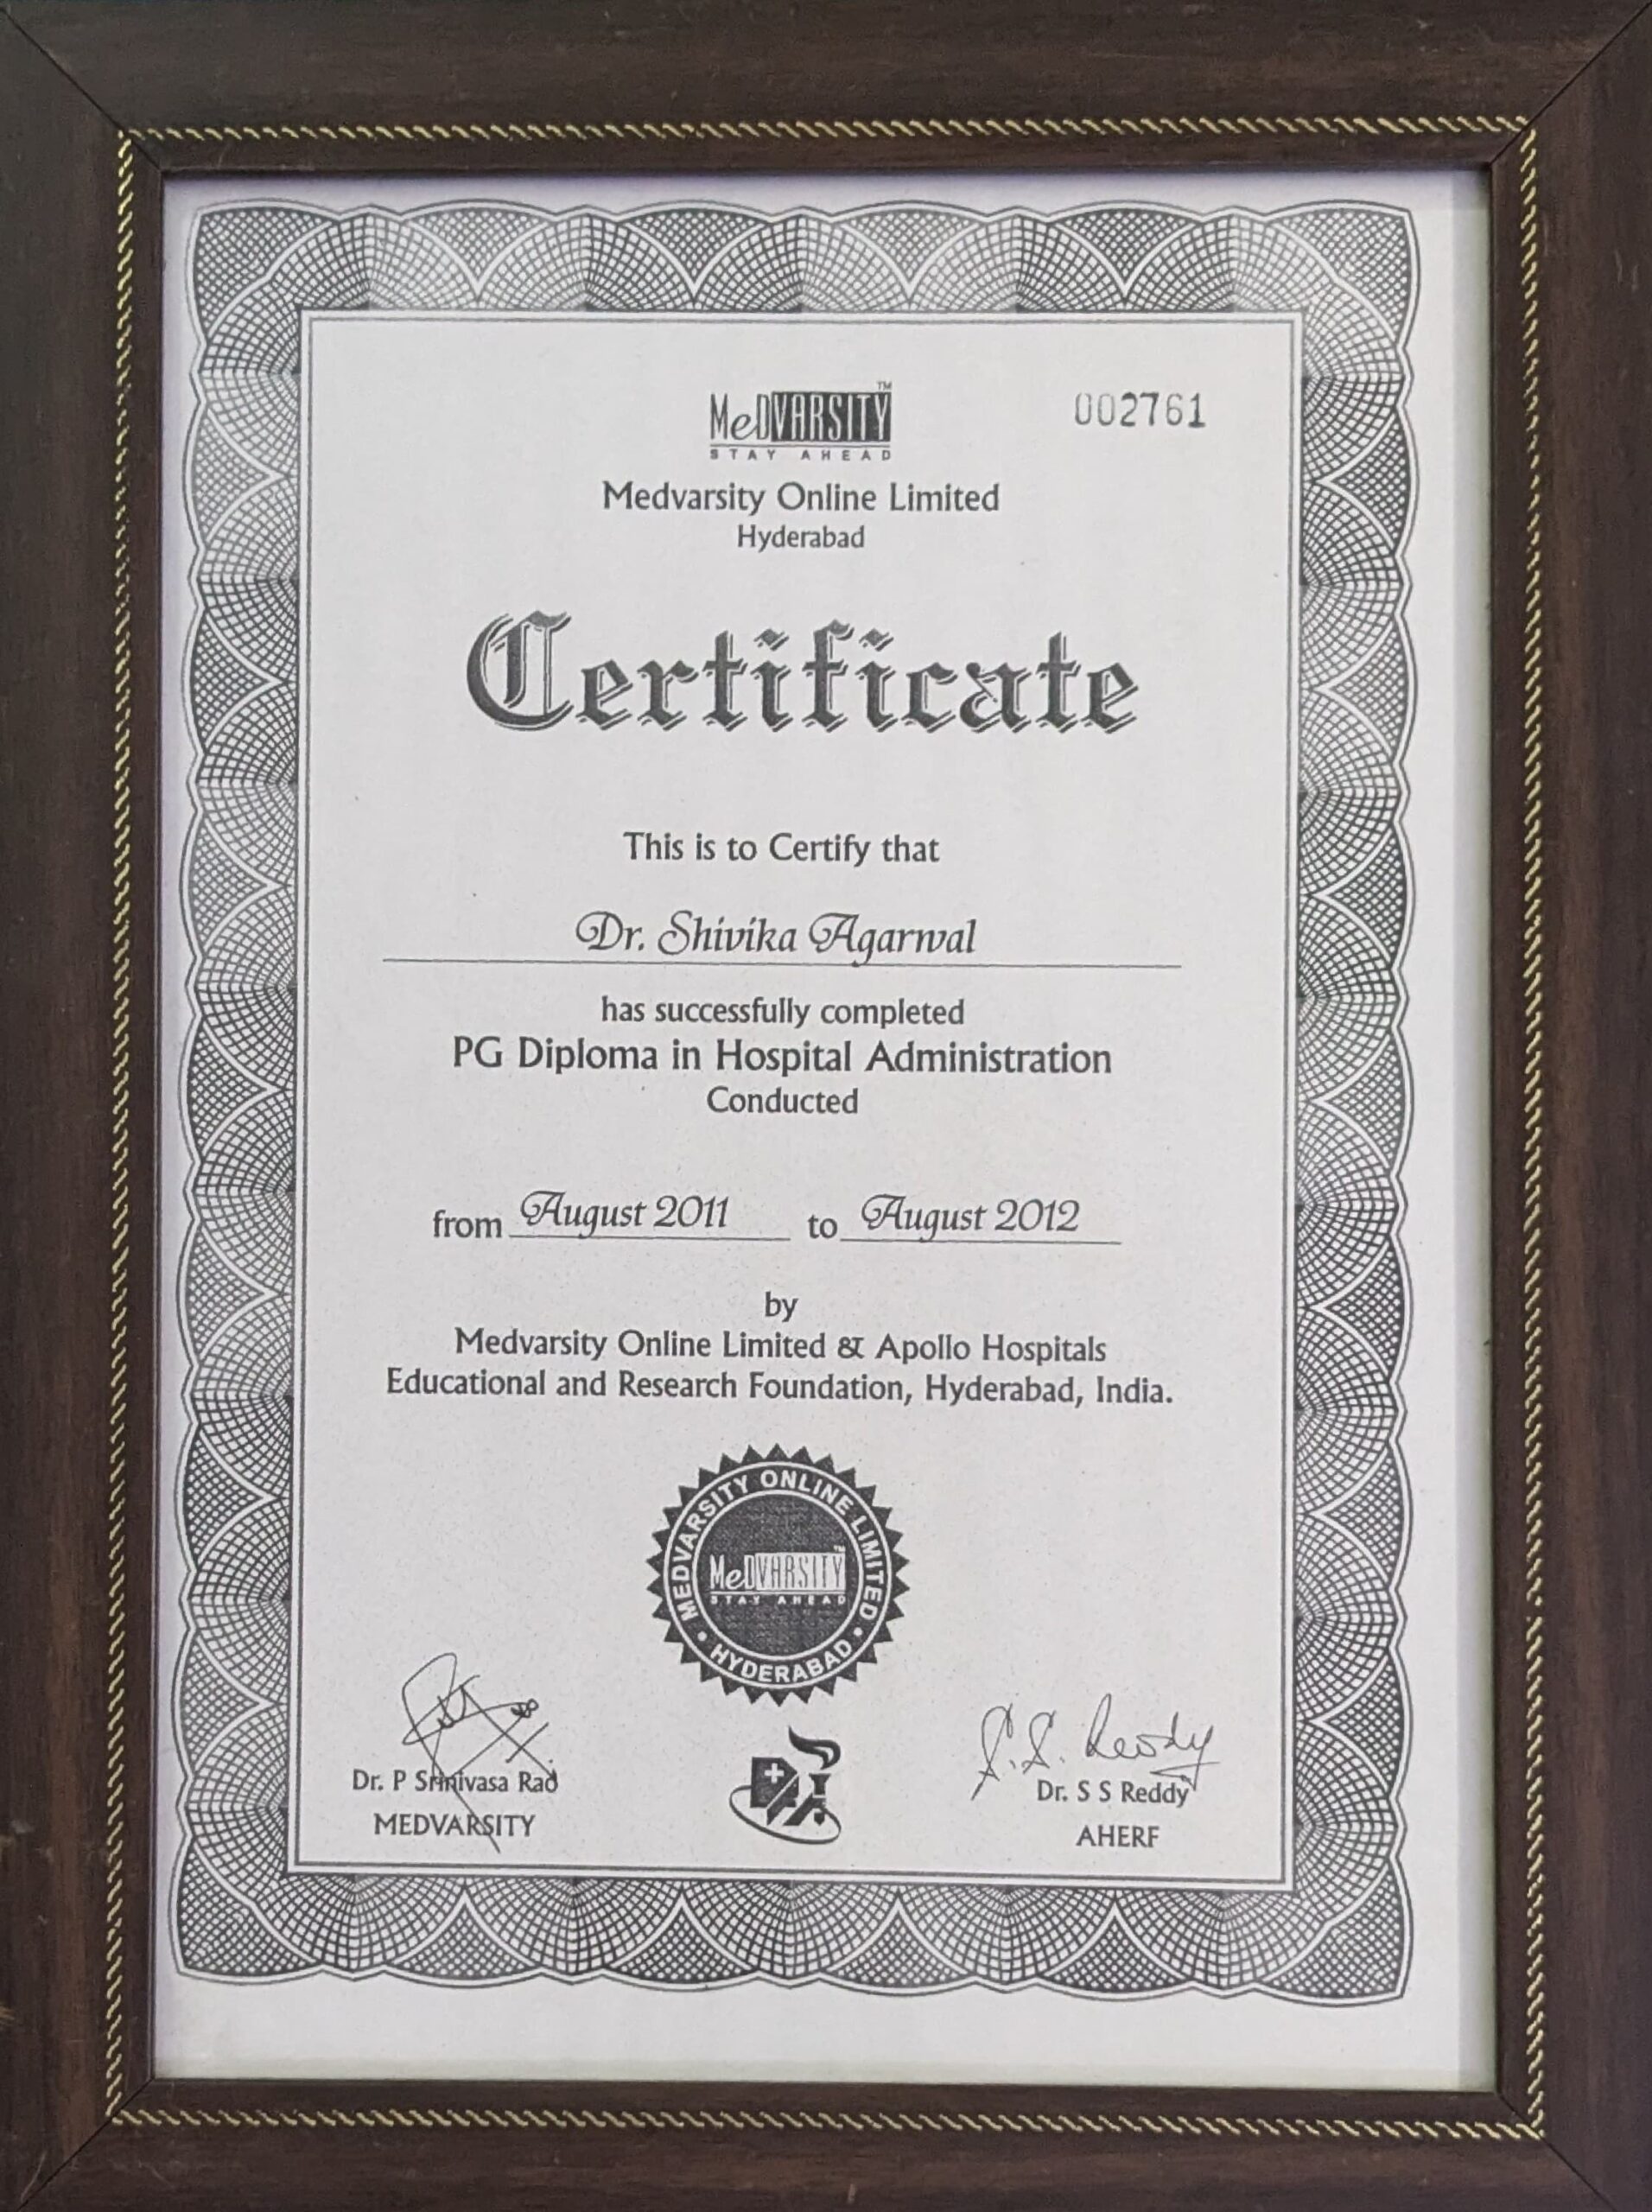 MedVARSITY™
STAY AHEAD
002761
Medvarsity Online Limited
Hyderabad
Certificate
This is to Certify that
Dr. Shivika Agarwal
has successfully completed
PG Diploma in Hospital Administration
Conducted
from August 2011 to August 2012
by
Medvarsity Online Limited & Apollo Hospitals
Educational and Research Foundation, Hyderabad, India.
MEDVARSITY ONLINE LIMITED
MedVARSITY™
STAY AHEAD
• HYDERABAD •
S.S. Reddy
Dr. P Srinivasa Rao
Dr. S S Reddy
MEDVARSITY
AHERF